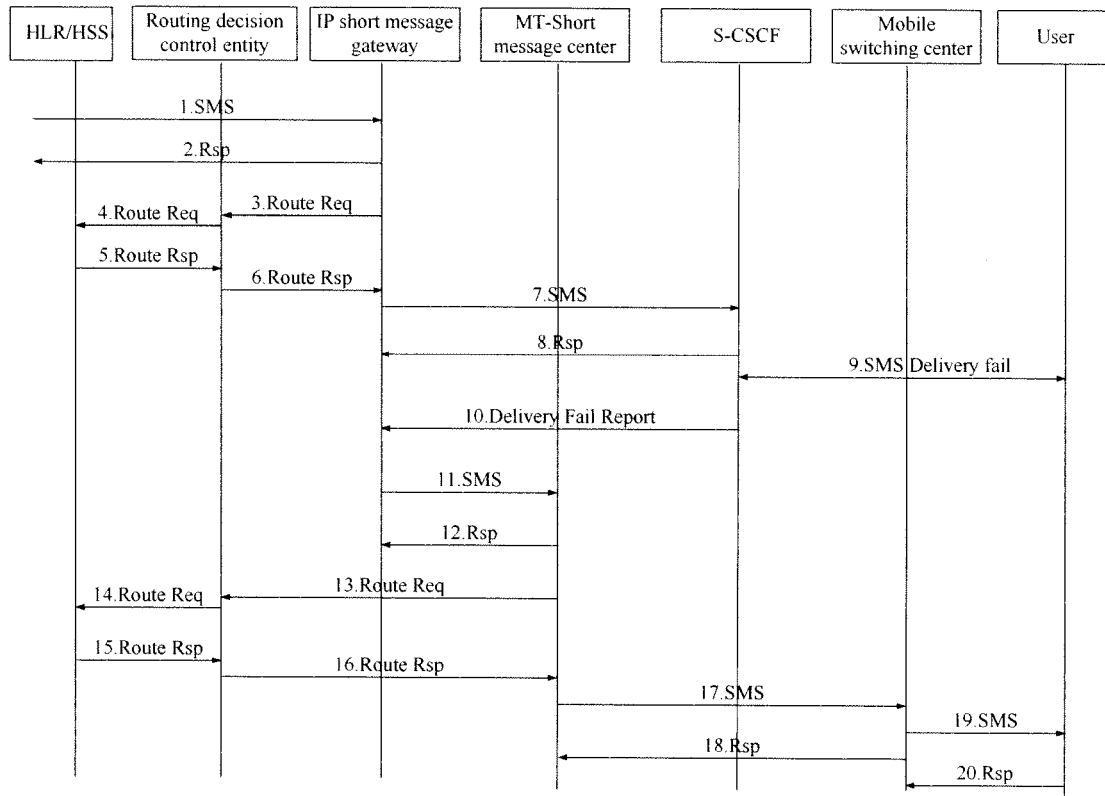 HLR/HSS
Routing decision
control entity
IP short message
gateway
MT-Short
message center
S-CSCF
Mobile
switching center
User
1.SMS
2.Rsp
3.Route Req
4.Route Req
5.Route Rsp
6.Route Rsp
7.SMS
8.Rsp
9.SMS Delivery fail
10.Delivery Fail Report
11.SMS
12.Rsp
13.Route Req
14.Route Req
15.Route Rsp
16.Route Rsp
17.SMS
19.SMS
18.Rsp
20.Rsp